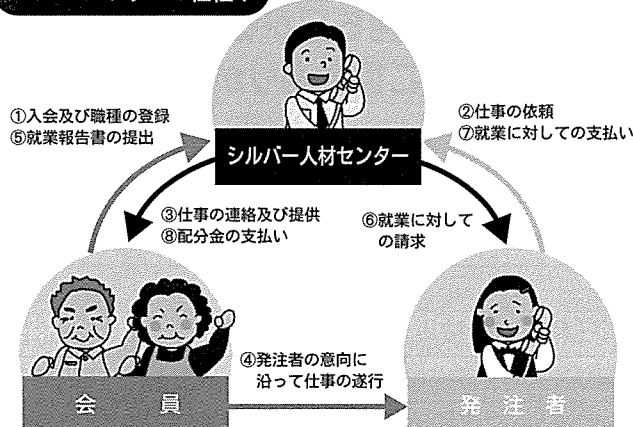 ①入会及び職種の登録
⑤就業報告書の提出
②仕事の依頼
⑦就業に対しての支払い
シルバー人材センター
③仕事の連絡及び提供
⑧配分金の支払い
⑥就業に対して
の請求
④発注者の意向に
沿って仕事の遂行
会員
発注者